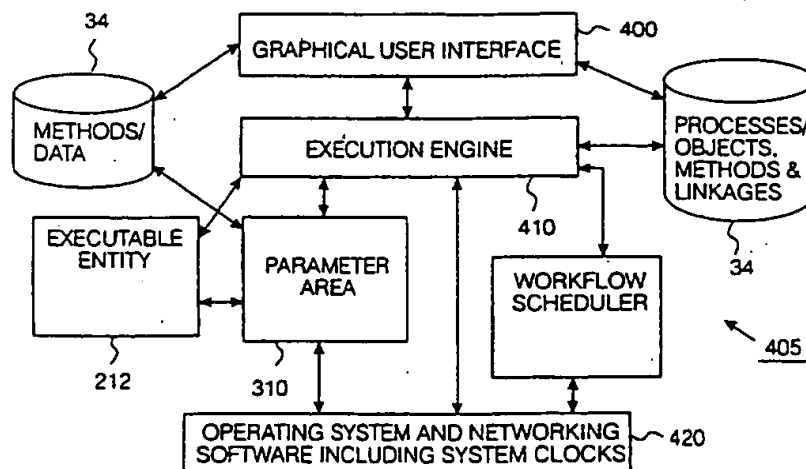 34
GRAPHICAL USER INTERFACE
400
METHODS/
DATA
EXECUTION ENGINE
PROCESSES/
OBJECTS,
METHODS &
LINKAGES
410
34
EXECUTABLE
ENTITY
PARAMETER
AREA
WORKFLOW
SCHEDULER
405
212
310
OPERATING SYSTEM AND NETWORKING
SOFTWARE INCLUDING SYSTEM CLOCKS
420